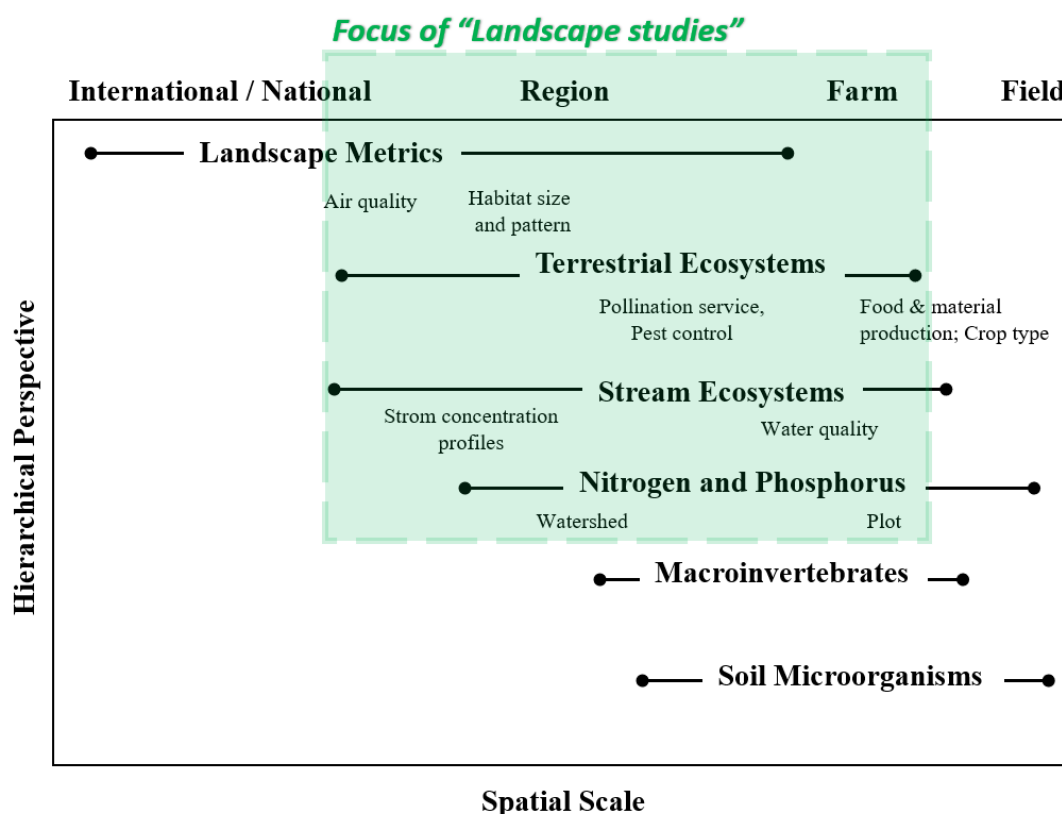 Focus of “Landscape studies”
International / National Region Farm Field
Landscape Metrics
Air quality
Habitat size
and pattern
Terrestrial Ecosystems
Pollination service,
Pest control
Food & material
production; Crop type
Stream Ecosystems
Strom concentration
profiles
Water quality
Nitrogen and Phosphorus
Watershed
Plot
Macroinvertebrates
Soil Microorganisms
Hierarchical Perspective
Spatial Scale